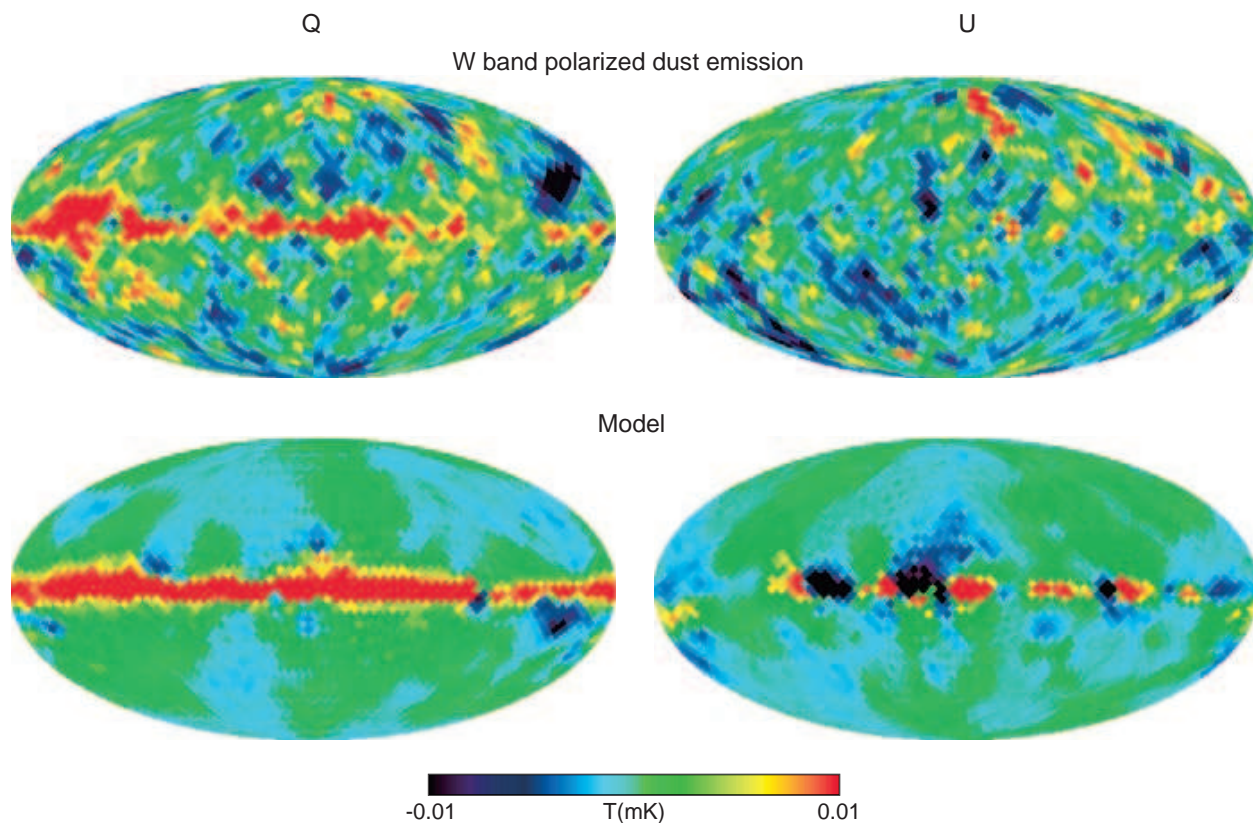 Q U
W band polarized dust emission
Model
-0.01 T(mK) 0.01